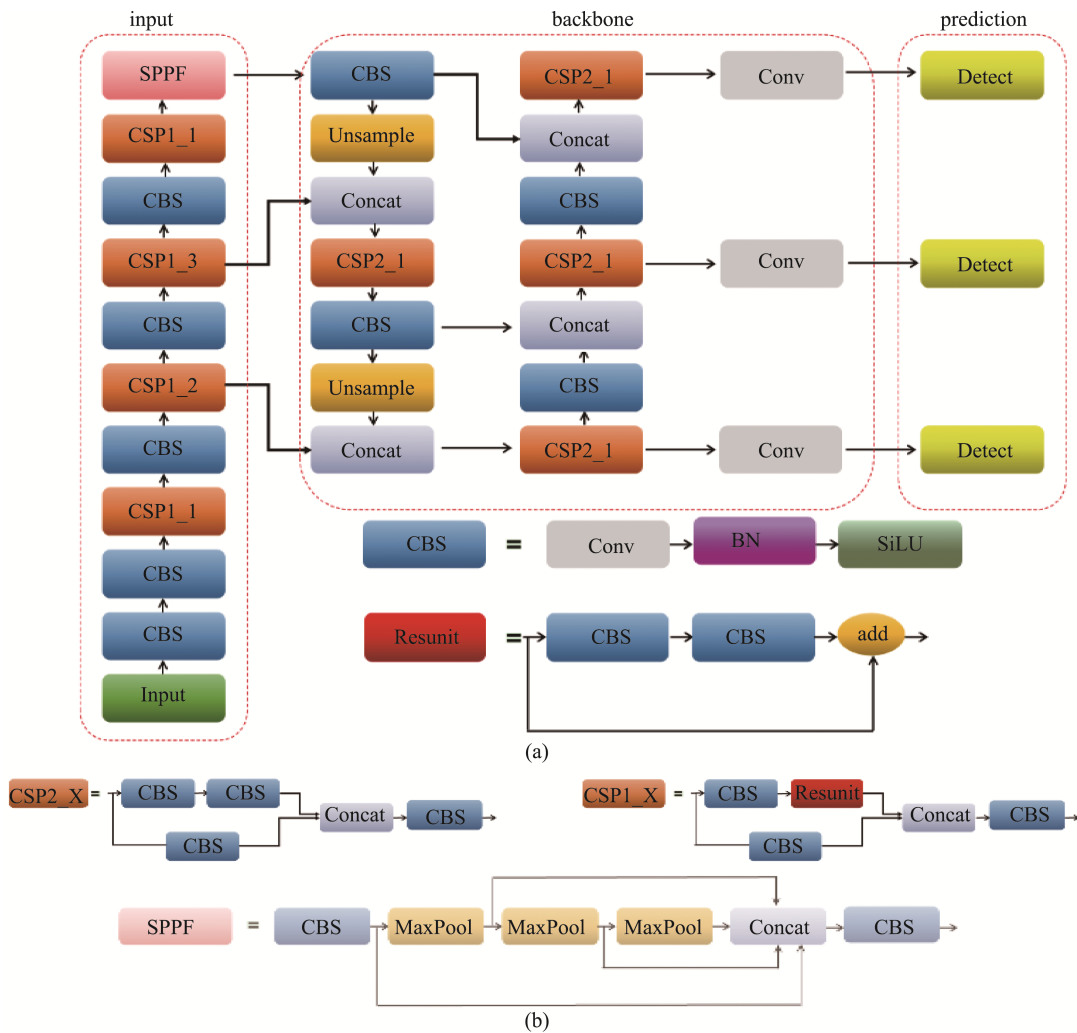 input
backbone
prediction
SPPF
CBS
CSP2_1
Conv
Detect
CSP1_1
Unsample
Concat
CBS
Concat
CBS
CSP1_3
CSP2_1
CSP2_1
Conv
Detect
CBS
CBS
Concat
CSP1_2
Unsample
CBS
CBS
Concat
CSP2_1
Conv
Detect
CSP1_1
CBS
CBS
Input
CBS
=
Conv
BN
SiLU
Resunit
=
CBS
CBS
add
(a)
CSP2_X
=
CBS
CBS
CBS
Concat
CBS
CSP1_X
=
CBS
Resunit
CBS
Concat
CBS
SPPF
=
CBS
MaxPool
MaxPool
MaxPool
Concat
CBS
(b)